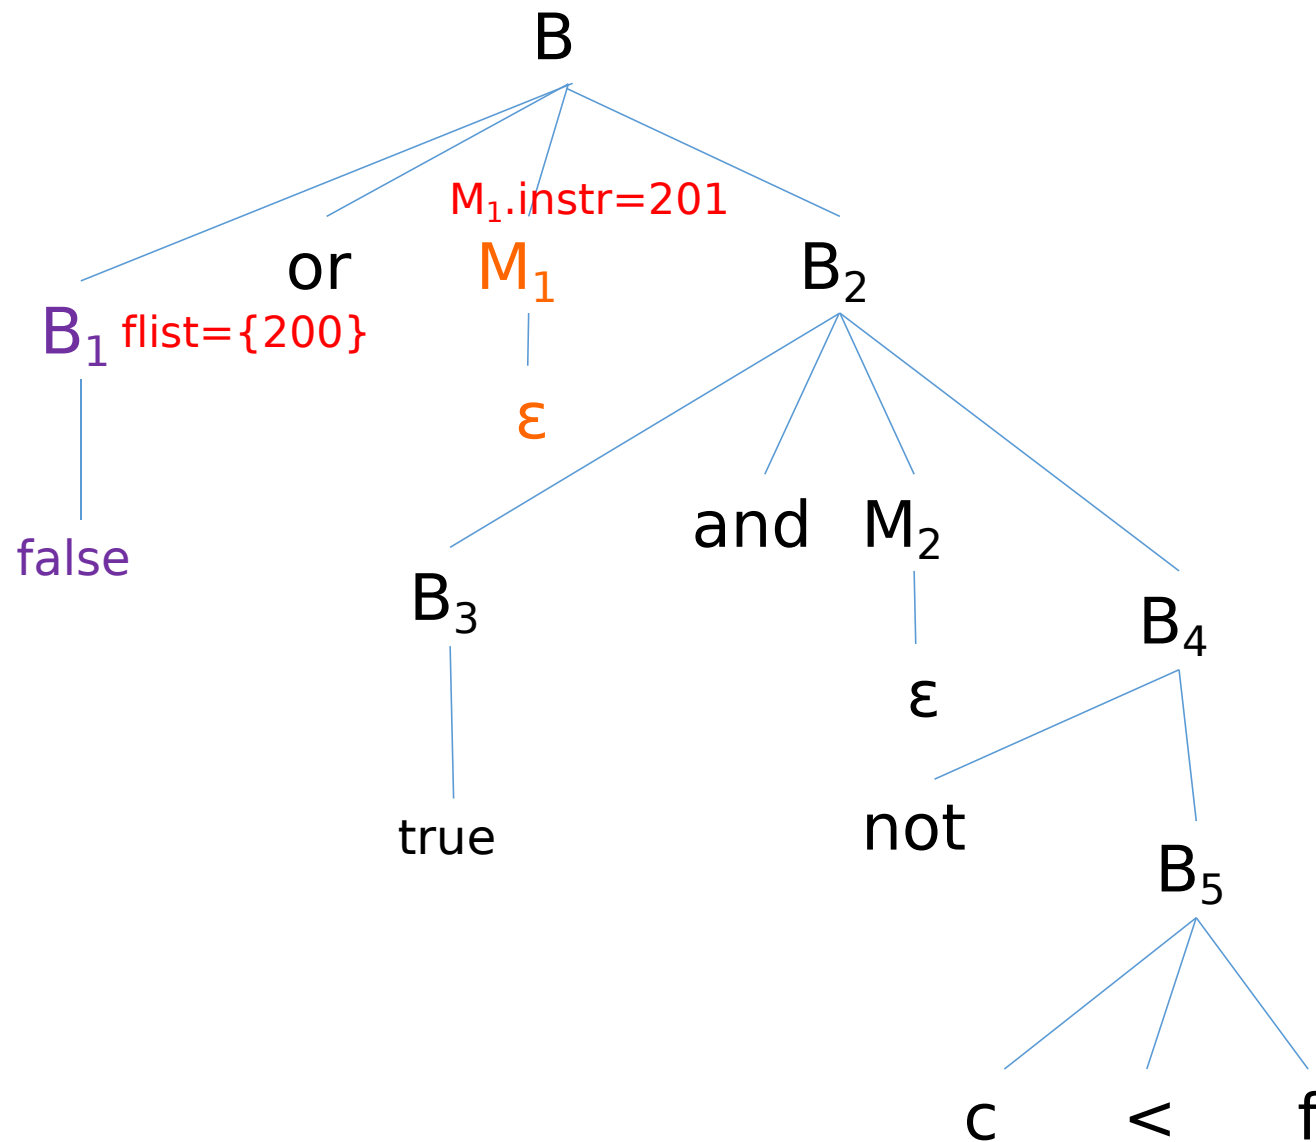 B
M₁.instr=201
or M₁ B₂
B₁ flist={200}
ε
and M₂
false
B₃ B₄
ε
true not
B₅
c < f